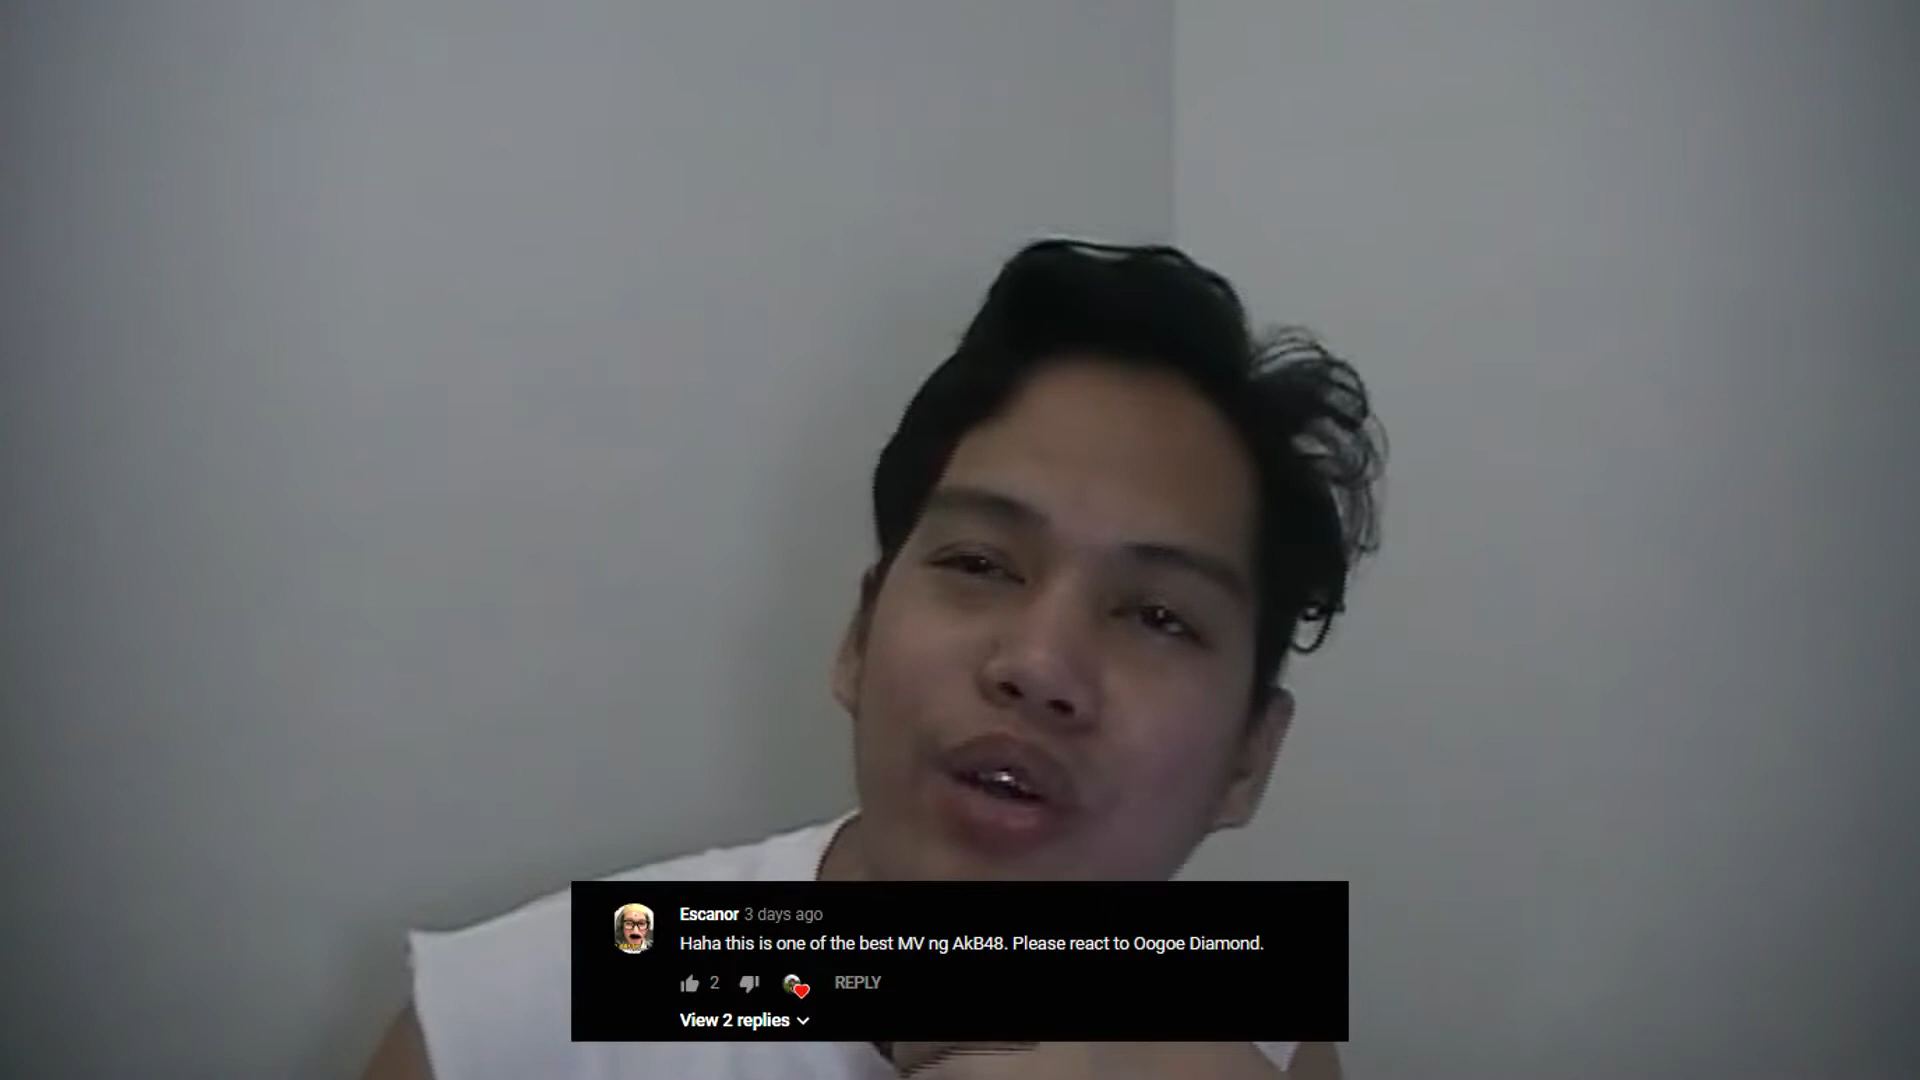 Escanor 3 days ago
Haha this is one of the best MV ng AkB48. Please react to Oogoe Diamond.
2 REPLY
View 2 replies